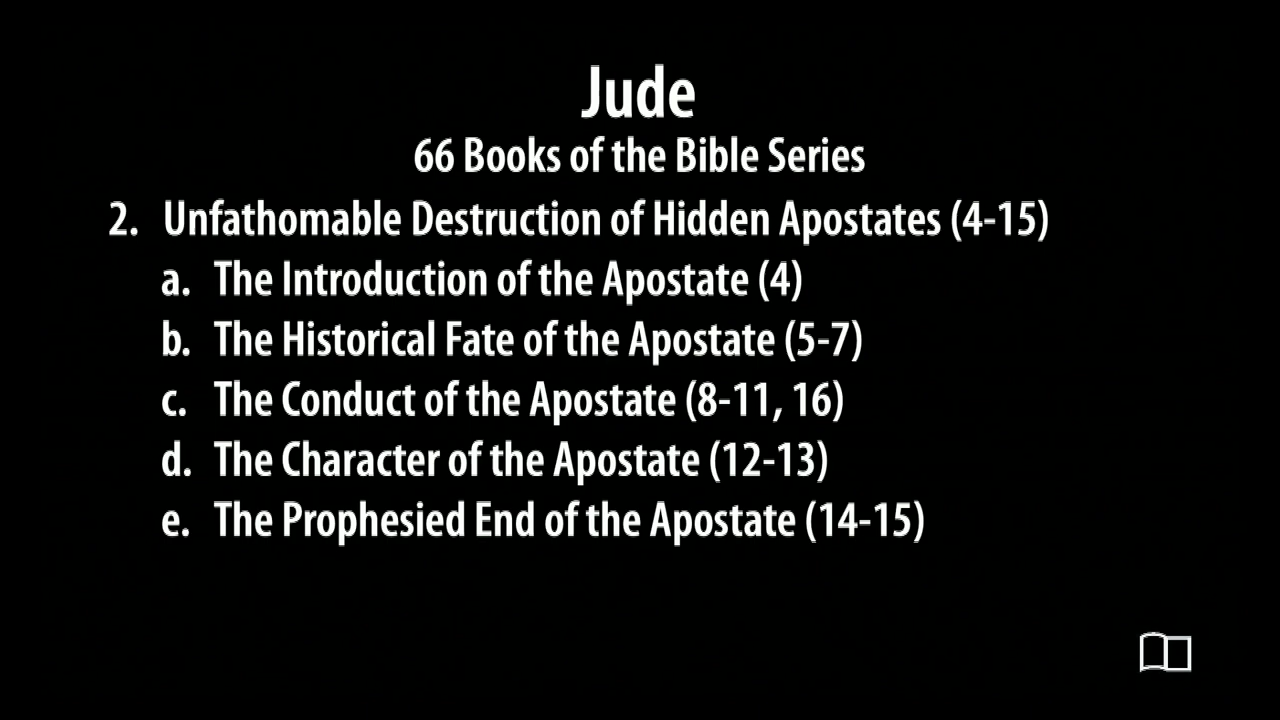 Jude
66 Books of the Bible Series
2. Unfathomable Destruction of Hidden Apostates (4-15)
a. The Introduction of the Apostate (4)
b. The Historical Fate of the Apostate (5-7)
c. The Conduct of the Apostate (8-11, 16)
d. The Character of the Apostate (12-13)
e. The Prophesied End of the Apostate (14-15)